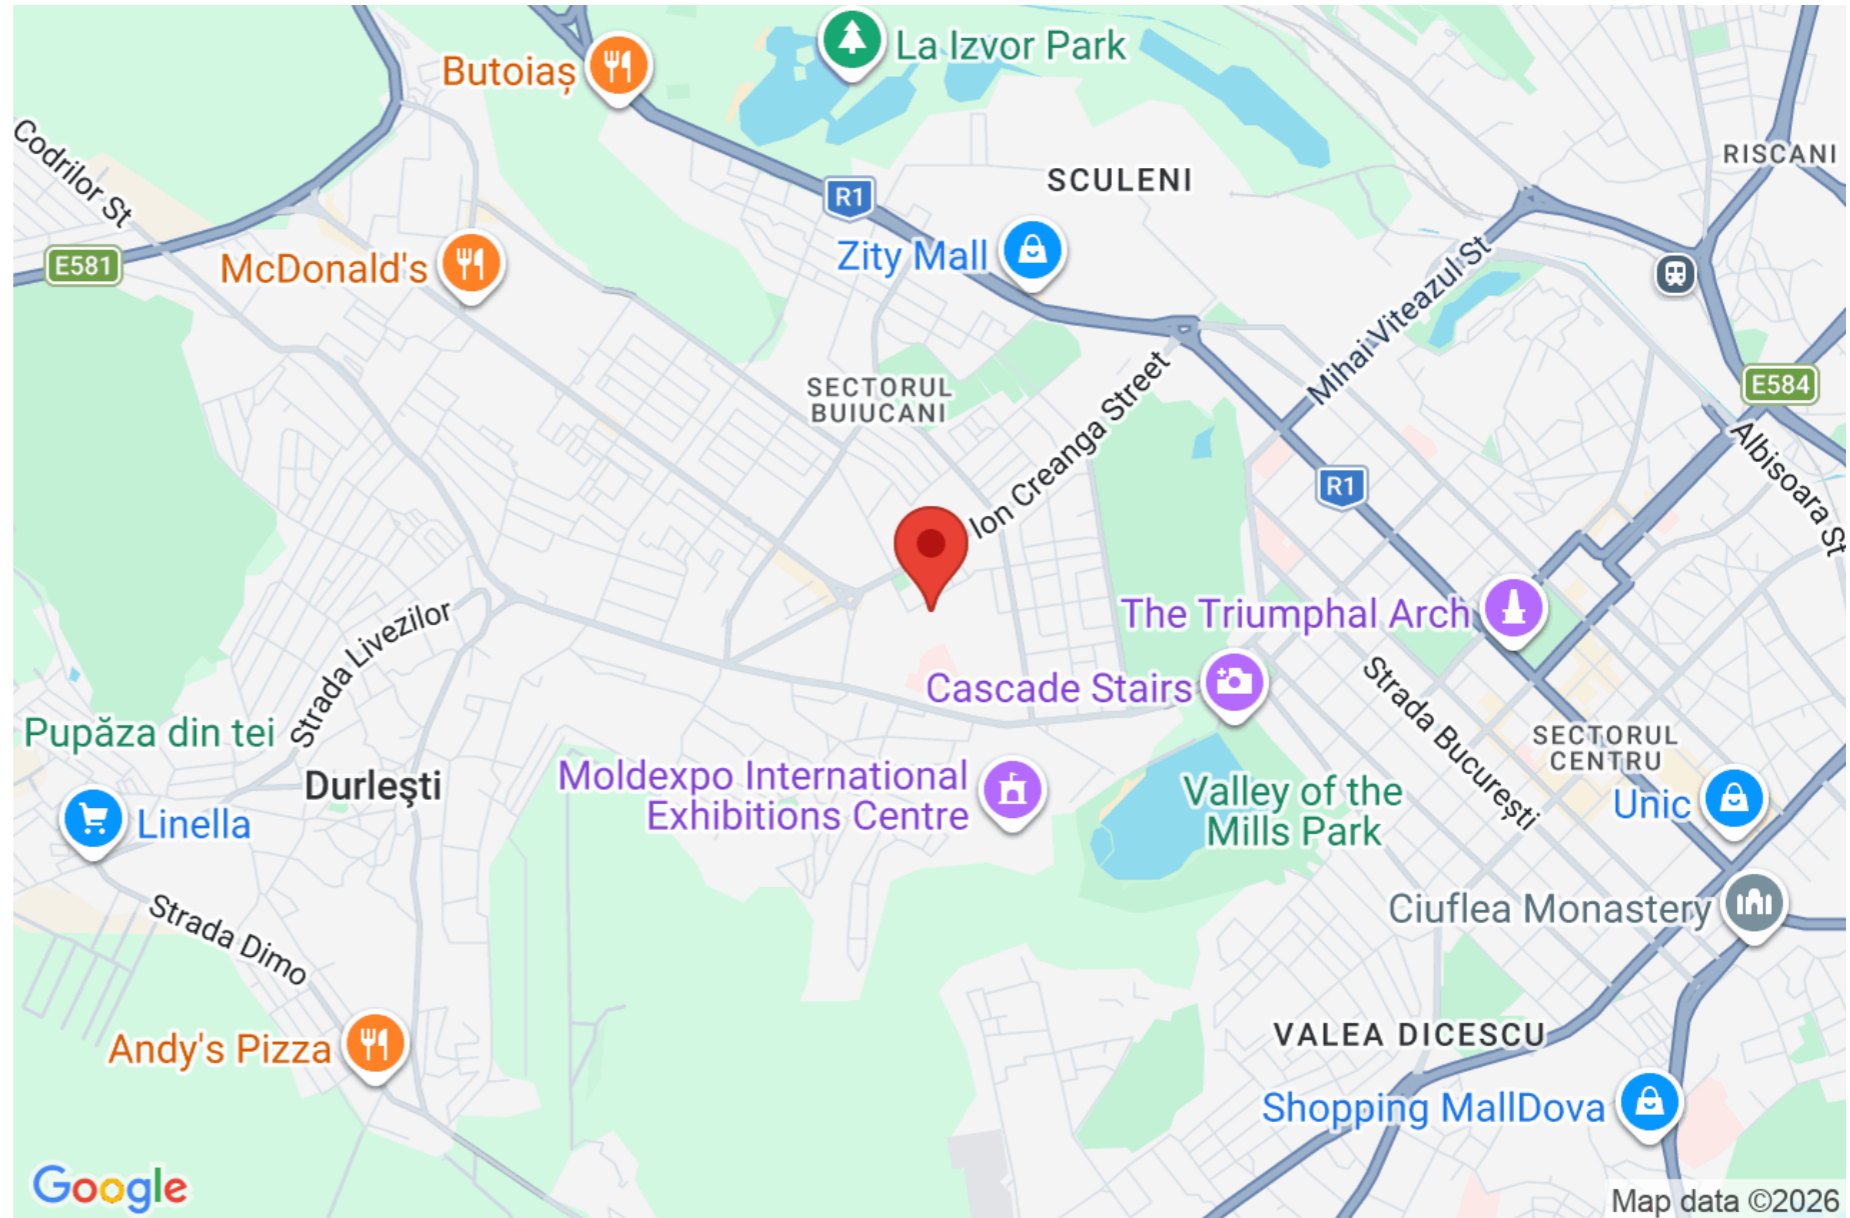 La Izvor Park
Butoiaș
Codrilor St
RISCANI
SCULENI
R1
Zity Mall
E581
McDonald's
Mihai Viteazul St
E584
SECTORUL
BUIUCANI
Ion Creanga Street
Albisoara St
R1
The Triumphal Arch
Strada Livezilor
Cascade Stairs
Strada București
Pupăza din tei
SECTORUL
CENTRU
Durleşti
Moldexpo International
Exhibitions Centre
Valley of the
Mills Park
Unic
Linella
Ciuflea Monastery
Strada Dimo
VALEA DICESCU
Andy's Pizza
Shopping MallDova
Google
Map data ©2026